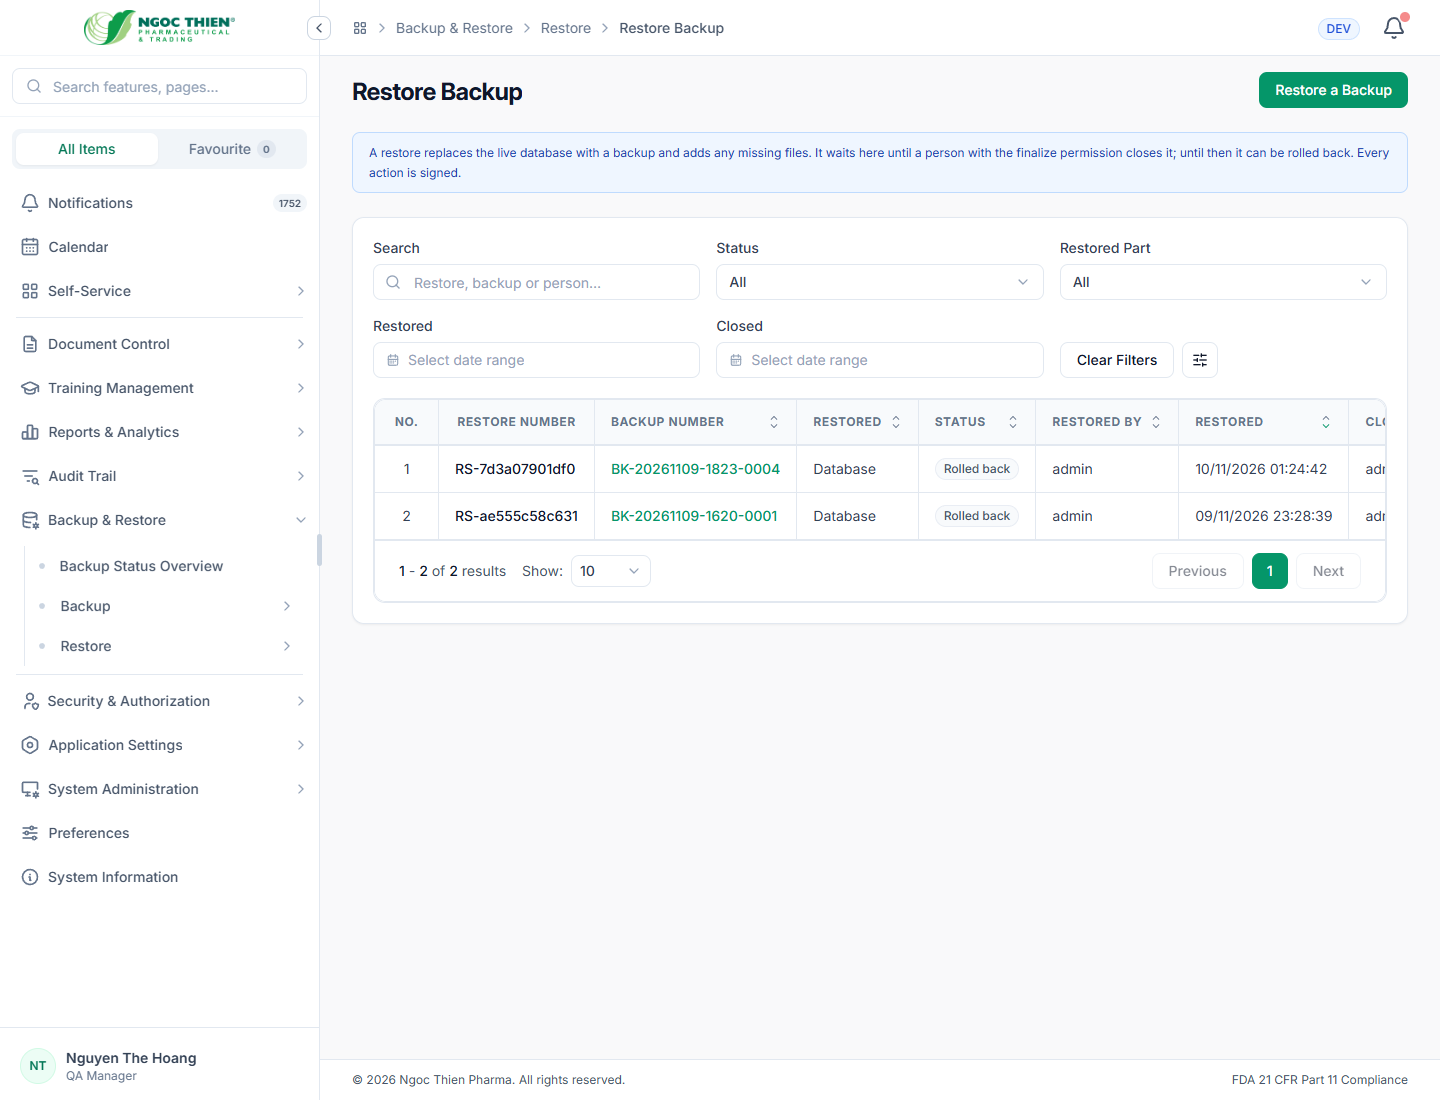 NGOC THIEN®
PHARMACEUTICAL
& TRADING
Search features, pages...
All Items
Favourite 0
Notifications 1752
Calendar
Self-Service
Document Control
Training Management
Reports & Analytics
Audit Trail
Backup & Restore
Backup Status Overview
Backup
Restore
Security & Authorization
Application Settings
System Administration
Preferences
System Information
NT
Nguyen The Hoang
QA Manager
Backup & Restore > Restore > Restore Backup
DEV
Restore Backup
Restore a Backup
A restore replaces the live database with a backup and adds any missing files. It waits here until a person with the finalize permission closes it; until then it can be rolled back. Every
action is signed.
Search
Status
Restored Part
Restore, backup or person...
All
All
Restored
Closed
Select date range
Select date range
Clear Filters
NO. RESTORE NUMBER BACKUP NUMBER RESTORED STATUS RESTORED BY RESTORED CLO
1 RS-7d3a07901df0 BK-20261109-1823-0004 Database Rolled back admin 10/11/2026 01:24:42 adm
2 RS-ae555c58c631 BK-20261109-1620-0001 Database Rolled back admin 09/11/2026 23:28:39 adm
1 - 2 of 2 results Show: 10
Previous 1 Next
© 2026 Ngoc Thien Pharma. All rights reserved.
FDA 21 CFR Part 11 Compliance